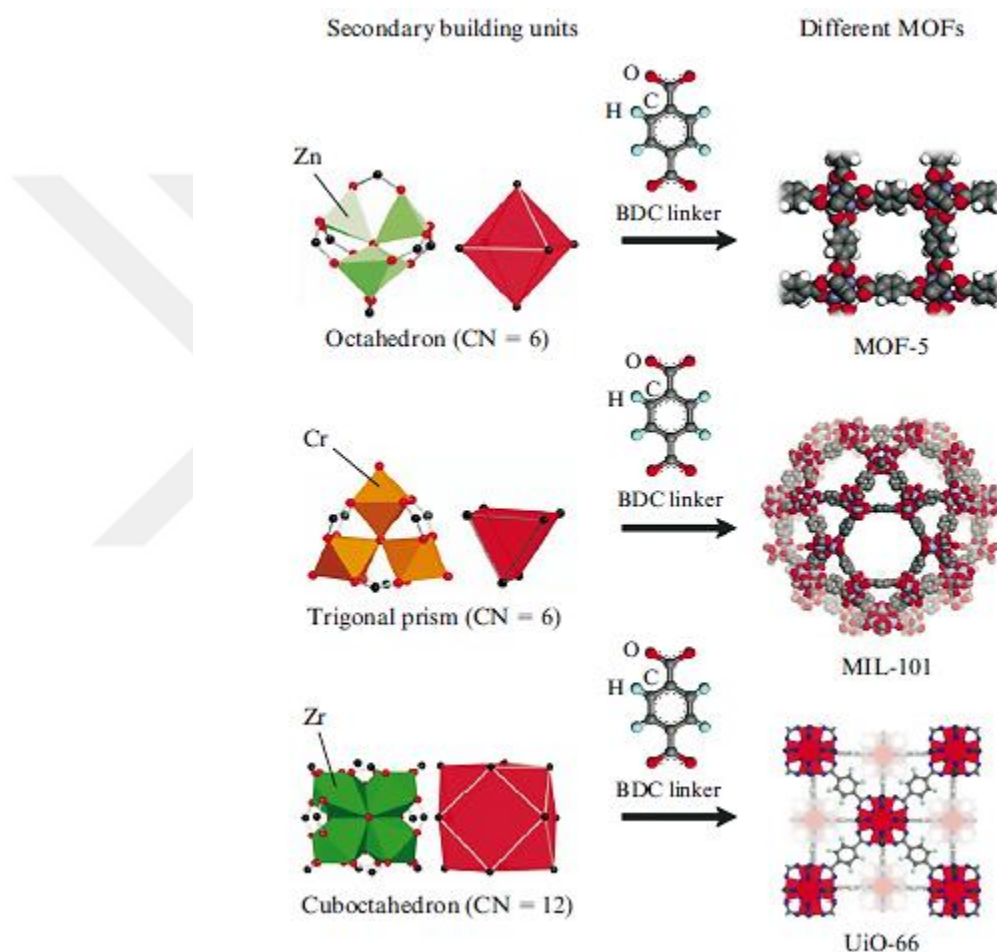 Secondary building units
Different MOFs
O
C
H
Zn
BDC linker
Octahedron (CN = 6)
MOF-5
O
C
H
Cr
BDC linker
Trigonal prism (CN = 6)
MIL-101
O
C
H
Zr
BDC linker
Cuboctahedron (CN = 12)
UiO-66